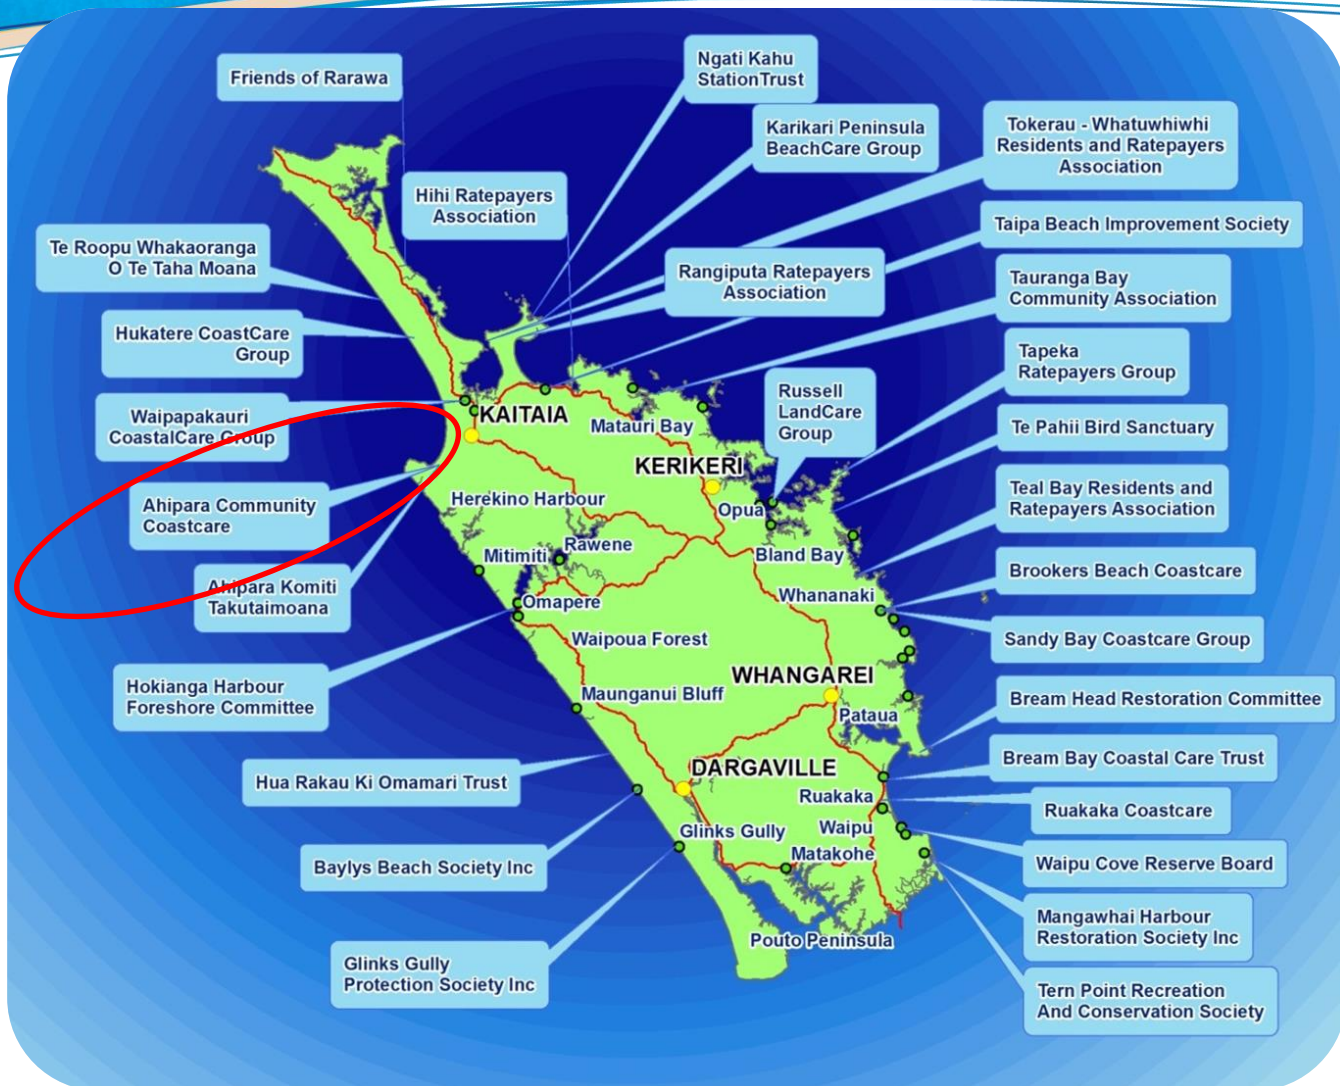 Friends of Rarawa
Ngati Kahu
StationTrust
Karikari Peninsula
BeachCare Group
Tokerau - Whatuwhiwhi
Residents and Ratepayers
Association
Hihi Ratepayers
Association
Taipa Beach Improvement Society
Te Roopu Whakaoranga
O Te Taha Moana
Rangiputa Ratepayers
Association
Tauranga Bay
Community Association
Hukatere CoastCare
Group
Tapeka
Ratepayers Group
Russell
LandCare
Group
Waipapakauri
CoastalCare Group
KAITAIA
Matauri Bay
Te Pahii Bird Sanctuary
KERIKERI
Ahipara Community
Coastcare
Herekino Harbour
Opua
Teal Bay Residents and
Ratepayers Association
Mitimiti
Rawene
Bland Bay
Brookers Beach Coastcare
Ahipara Komiti
Takutaimoana
Omapere
Whananaki
Waipoua Forest
Sandy Bay Coastcare Group
Hokianga Harbour
Foreshore Committee
Maunganui Bluff
WHANGAREI
Pataua
Bream Head Restoration Committee
Hua Rakau Ki Omamari Trust
DARGAVILLE
Bream Bay Coastal Care Trust
Ruakaka
Ruakaka Coastcare
Glinks Gully
Waipu
Matakohe
Baylys Beach Society Inc
Waipu Cove Reserve Board
Mangawhai Harbour
Restoration Society Inc
Pouto Peninsula
Glinks Gully
Protection Society Inc
Tern Point Recreation
And Conservation Society